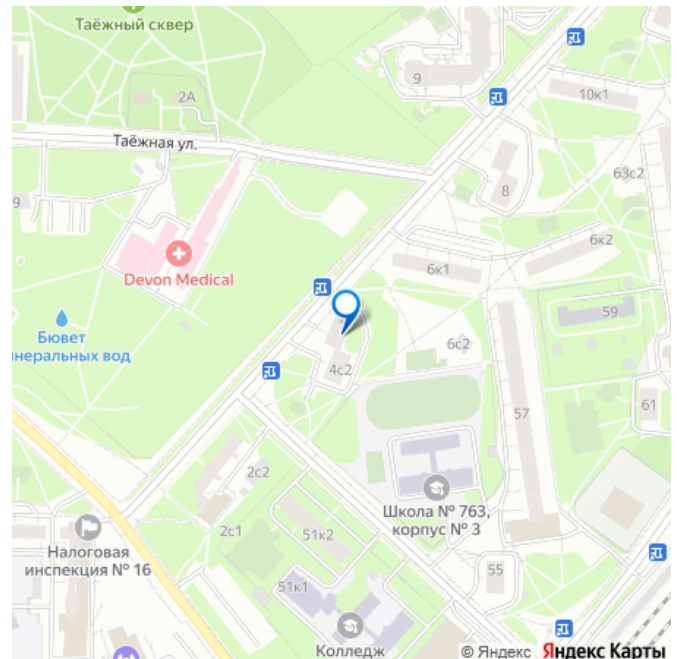 Таёжный сквер
9
10к1
2А
Таёжная ул.
63с2
8
9
6к2
6к1
Devon Medical
59
Бювет
инеральных вод
6с2
4с2
61
57
2с2
Школа № 763,
корпус № 3
2с1
51к2
Налоговая
инспекция № 16
55
51к1
Колледж
© Яндекс Яндекс Карты